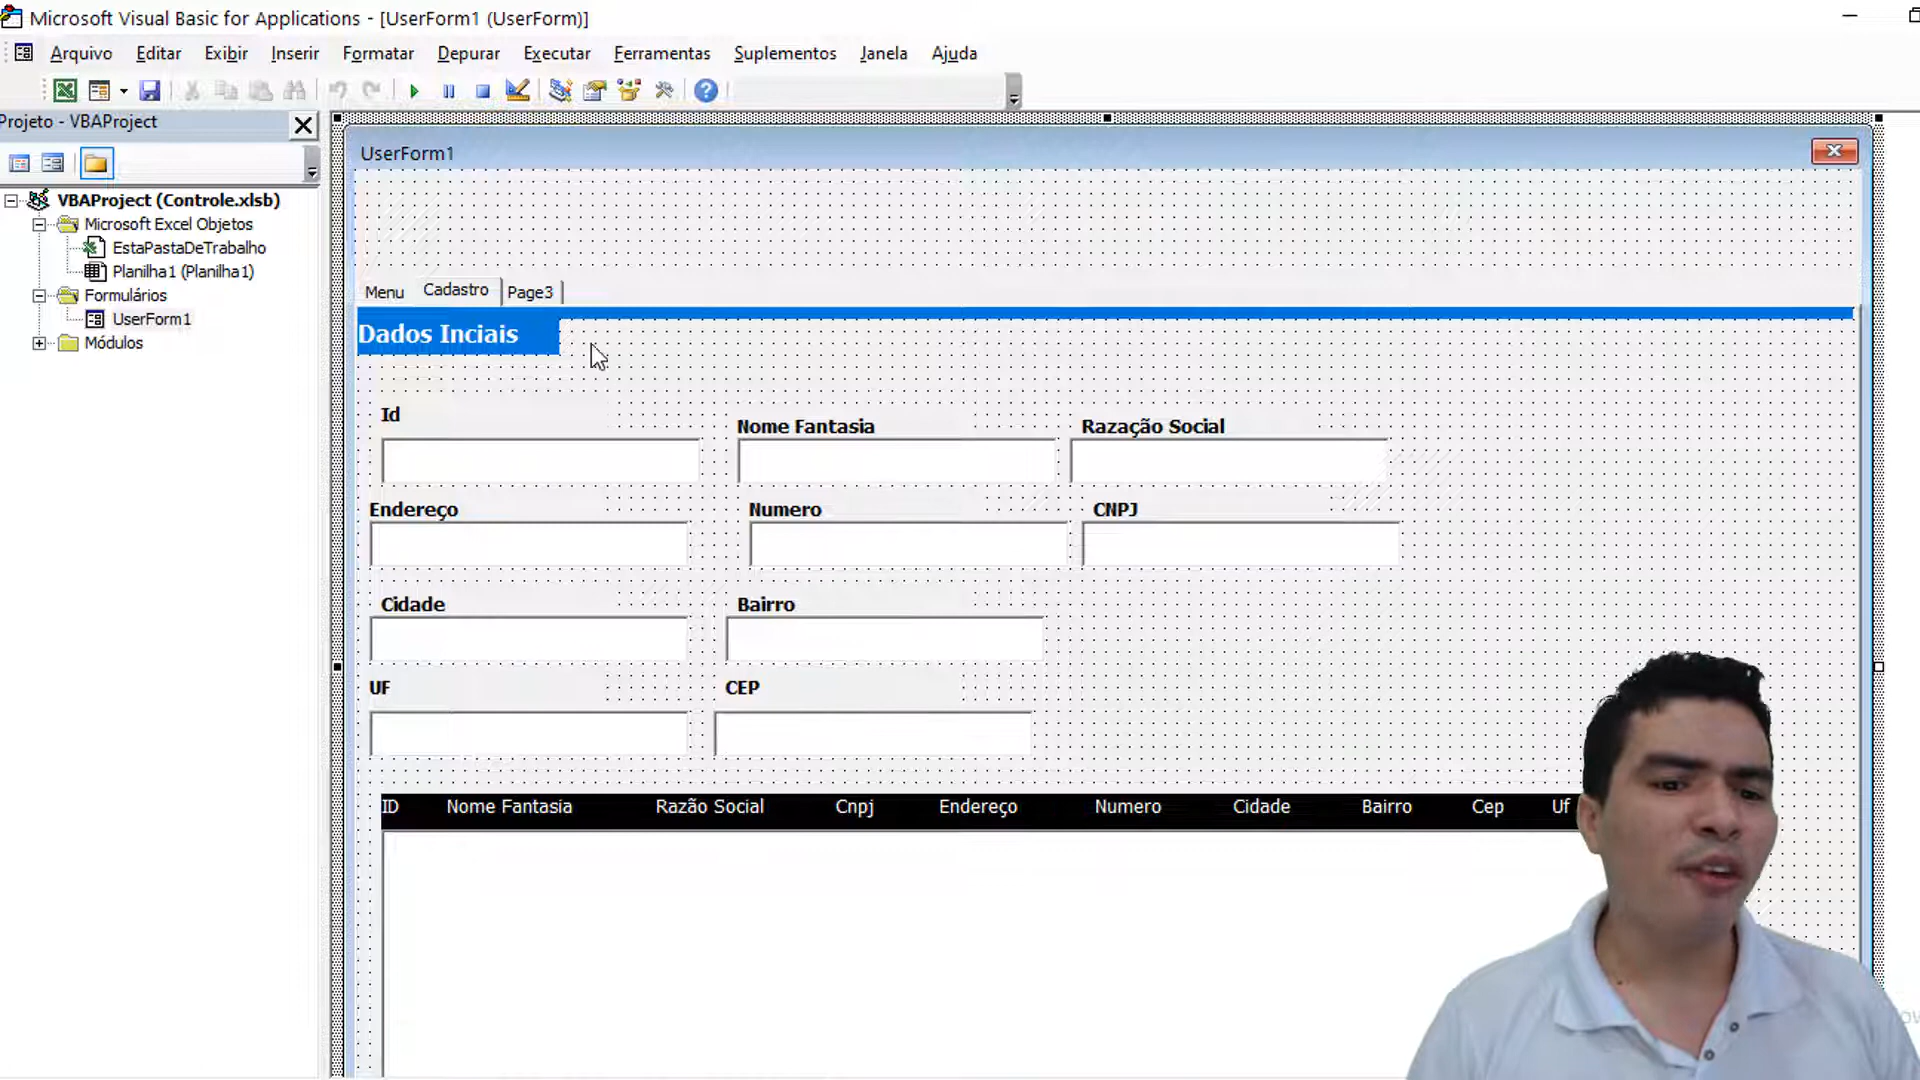 Microsoft Visual Basic for Applications - [UserForm1 (UserForm)]
Arquivo Editar Exibir Inserir Formatar Depurar Executar Ferramentas Suplementos Janela Ajuda
Projeto - VBAProject
UserForm1
VBAProject (Controle.xlsb)
Microsoft Excel Objetos
EstaPastaDeTrabalho
Planilha1 (Planilha1)
Formulários
UserForm1
Módulos
Menu Cadastro Page3
Dados Inciais
Id Nome Fantasia Razação Social
Endereço Numero CNPJ
Cidade Bairro
UF CEP
ID Nome Fantasia Razão Social Cnpj Endereço Numero Cidade Bairro Cep Uf